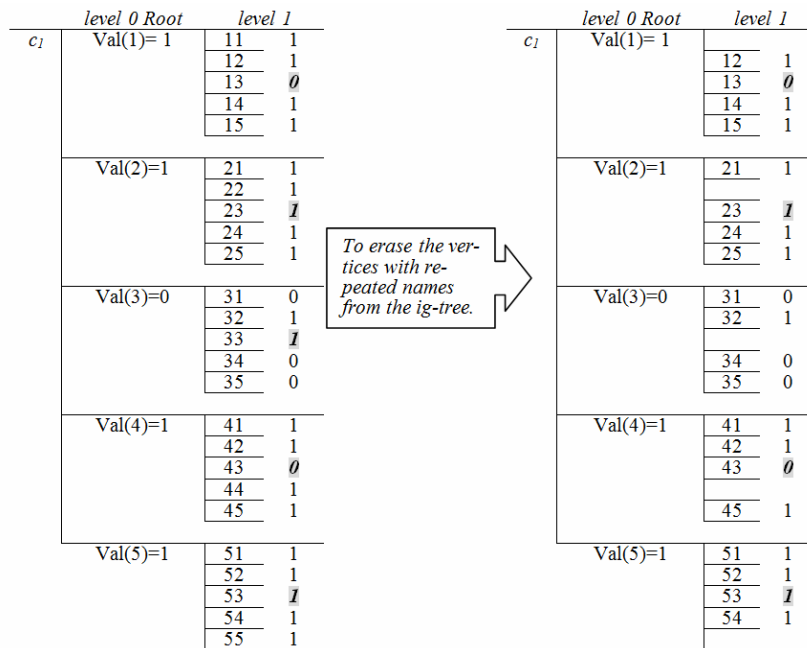 level 0 Root level 1 level 0 Root level 1
c1 Val(1)= 1 11 1 c1 Val(1)= 1
12 1 12 1
13 0 13 0
14 1 14 1
15 1 15 1
Val(2)=1 21 1 Val(2)=1 21 1
22 1
23 1 23 1
24 1 24 1
25 1 25 1
To erase the ver-
tices with re-
peated names
from the ig-tree.
Val(3)=0 31 0 Val(3)=0 31 0
32 1 32 1
33 1
34 0 34 0
35 0 35 0
Val(4)=1 41 1 Val(4)=1 41 1
42 1 42 1
43 0 43 0
44 1
45 1 45 1
Val(5)=1 51 1 Val(5)=1 51 1
52 1 52 1
53 1 53 1
54 1 54 1
55 1